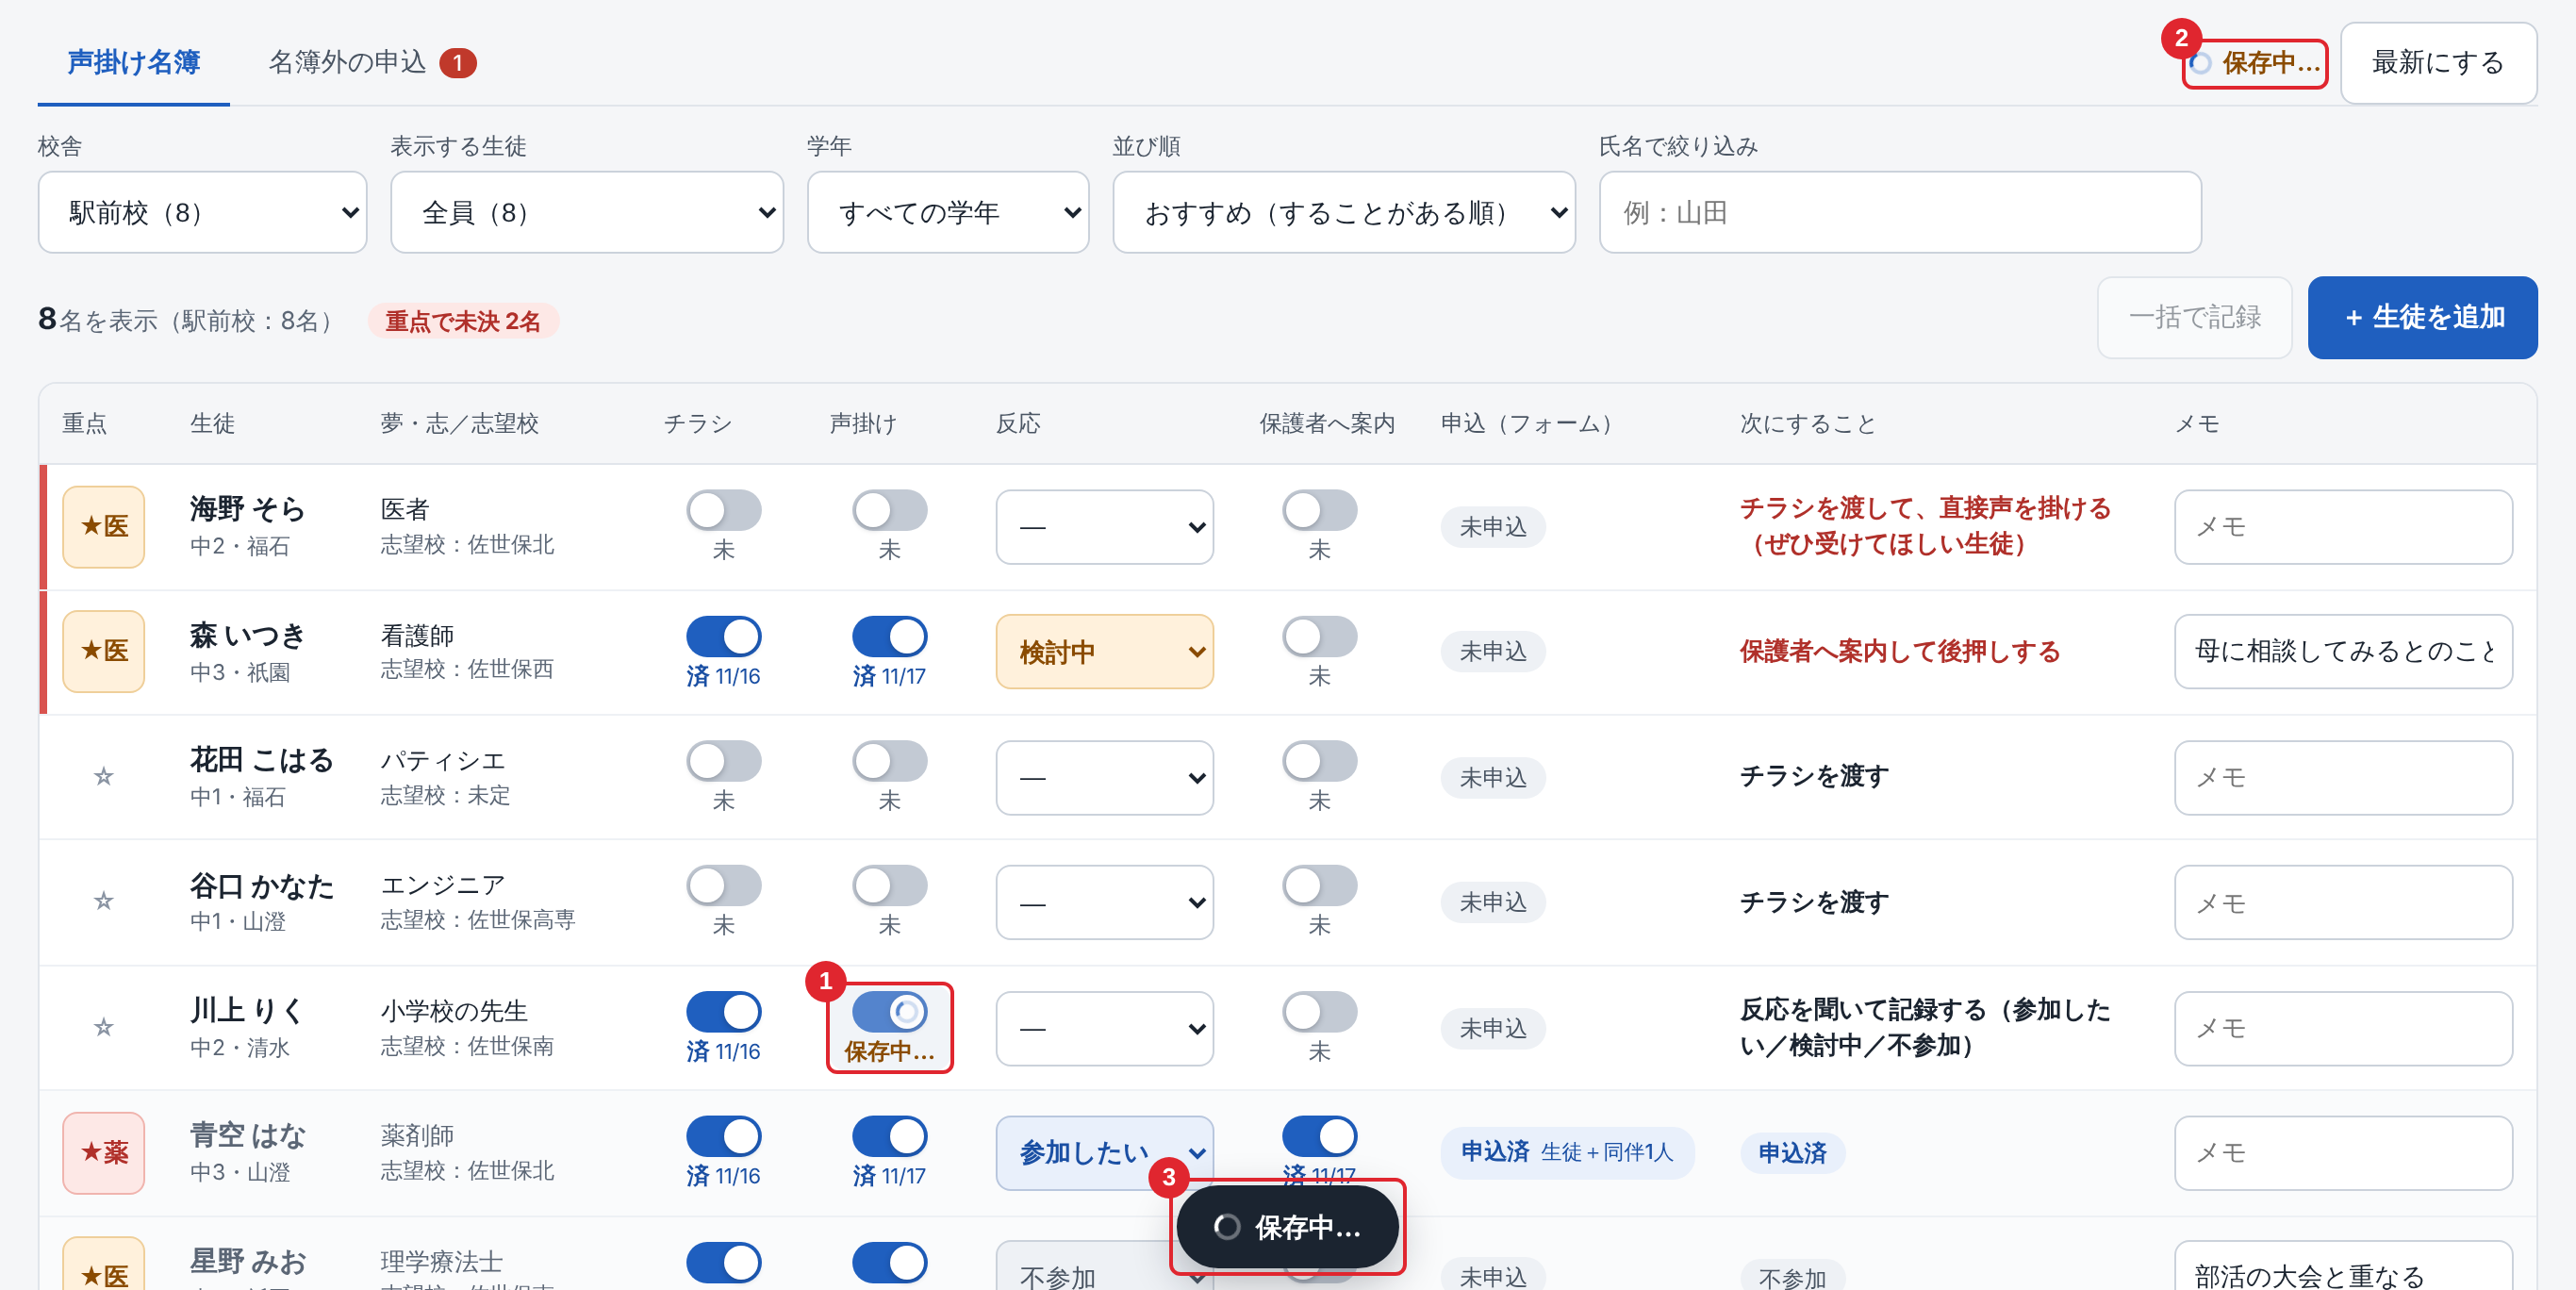 声掛け名簿 名簿外の申込 1 2 保存中… 最新にする
校舎 表示する生徒 学年 並び順 氏名で絞り込み
駅前校（8） 全員（8） すべての学年 おすすめ（することがある順） 例：山田
8名を表示（駅前校：8名） 重点で未決 2名 一括で記録 + 生徒を追加
重点 生徒 夢・志／志望校 チラシ 声掛け 反応 保護者へ案内 申込（フォーム） 次にすること メモ
★医 海野 そら 医者 — 未申込 チラシを渡して、直接声を掛ける メモ
中2・福石 志望校：佐世保北 未 未 未 （ぜひ受けてほしい生徒）
★医 森 いつき 看護師 検討中 未申込 保護者へ案内して後押しする 母に相談してみるとのこと
中3・祇園 志望校：佐世保西 済 11/16 済 11/17 未
☆ 花田 こはる パティシエ — 未申込 チラシを渡す メモ
中1・福石 志望校：未定 未 未 未
☆ 谷口 かなた エンジニア — 未申込 チラシを渡す メモ
中1・山澄 志望校：佐世保高専 未 未 未
☆ 川上 りく 小学校の先生 1 — 未申込 反応を聞いて記録する（参加した メモ
中2・清水 志望校：佐世保南 済 11/16 保存中… 未 い／検討中／不参加）
★薬 青空 はな 薬剤師 参加したい 申込済 生徒＋同伴1人 申込済 メモ
中3・山澄 志望校：佐世保北 済 11/16 済 11/17 済 11/17
3 保存中…
★医 星野 みお 理学療法士 不参加 未申込 不参加 部活の大会と重なる